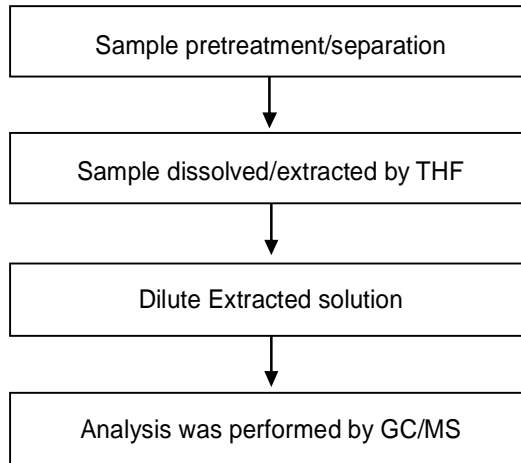 Sample pretreatment/separation
Sample dissolved/extracted by THF
Dilute Extracted solution
Analysis was performed by GC/MS